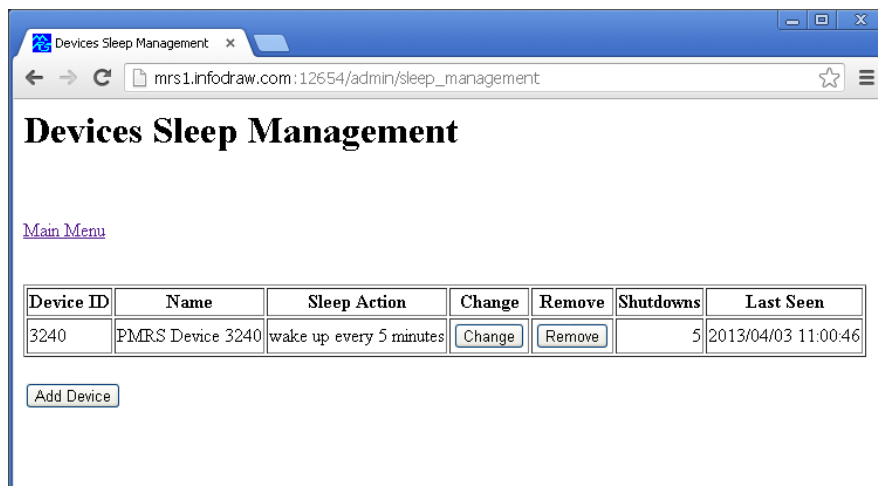 Devices Sleep Management
mrs1.infodraw.com:12654/admin/sleep_management
Devices Sleep Management
Main Menu
Device ID Name Sleep Action Change Remove Shutdowns Last Seen
3240 PMRS Device 3240 wake up every 5 minutes Change Remove 5 2013/04/03 11:00:46
Add Device